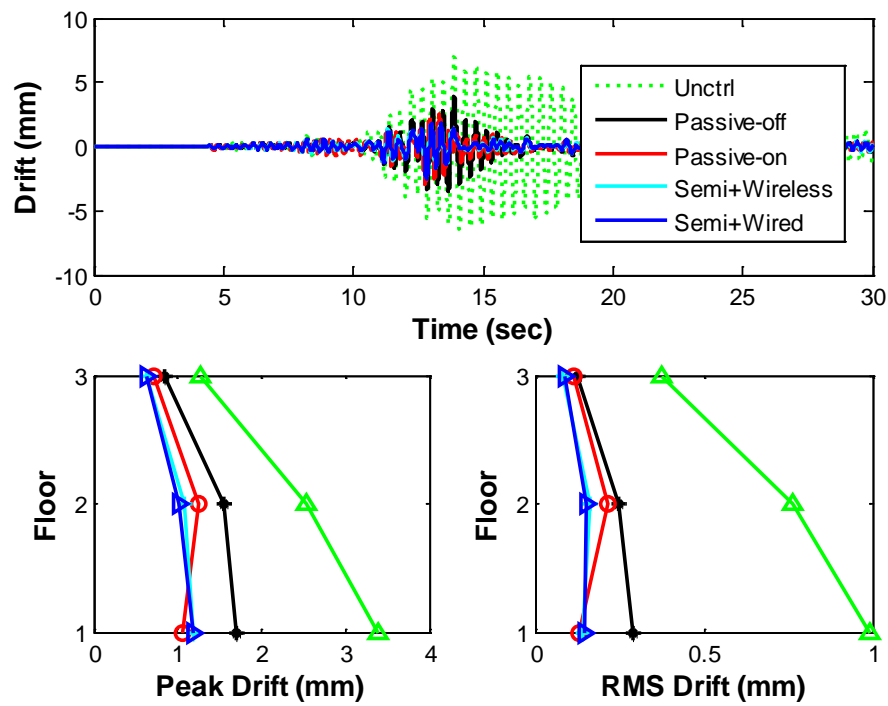 10
5
0
-5
-10
Drift (mm)
Unctrl
Passive-off
Passive-on
Semi+Wireless
Semi+Wired
0 5 10 15 20 25 30
Time (sec)
3
2
1
Floor
0 1 2 3 4
Peak Drift (mm)
3
2
1
Floor
0 0.5 1
RMS Drift (mm)